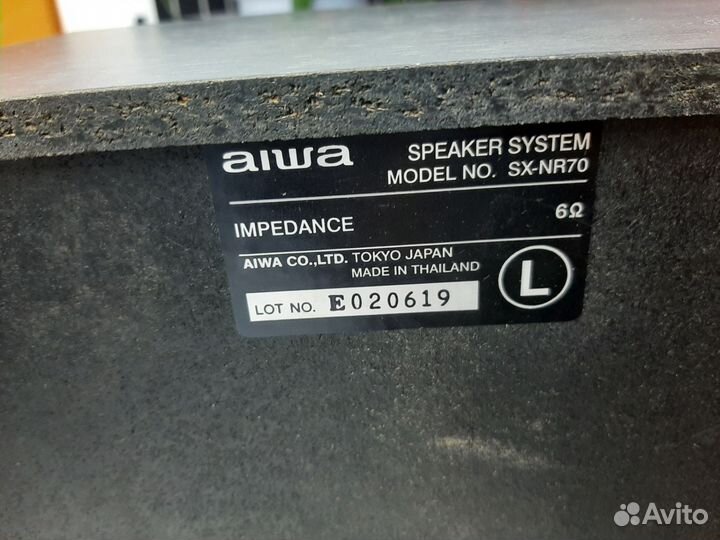 aiwa SPEAKER SYSTEM
MODEL NO. SX-NR70
IMPEDANCE 6Ω
AIWA CO.,LTD. TOKYO JAPAN
MADE IN THAILAND
L
LOT NO. E020619
Avito